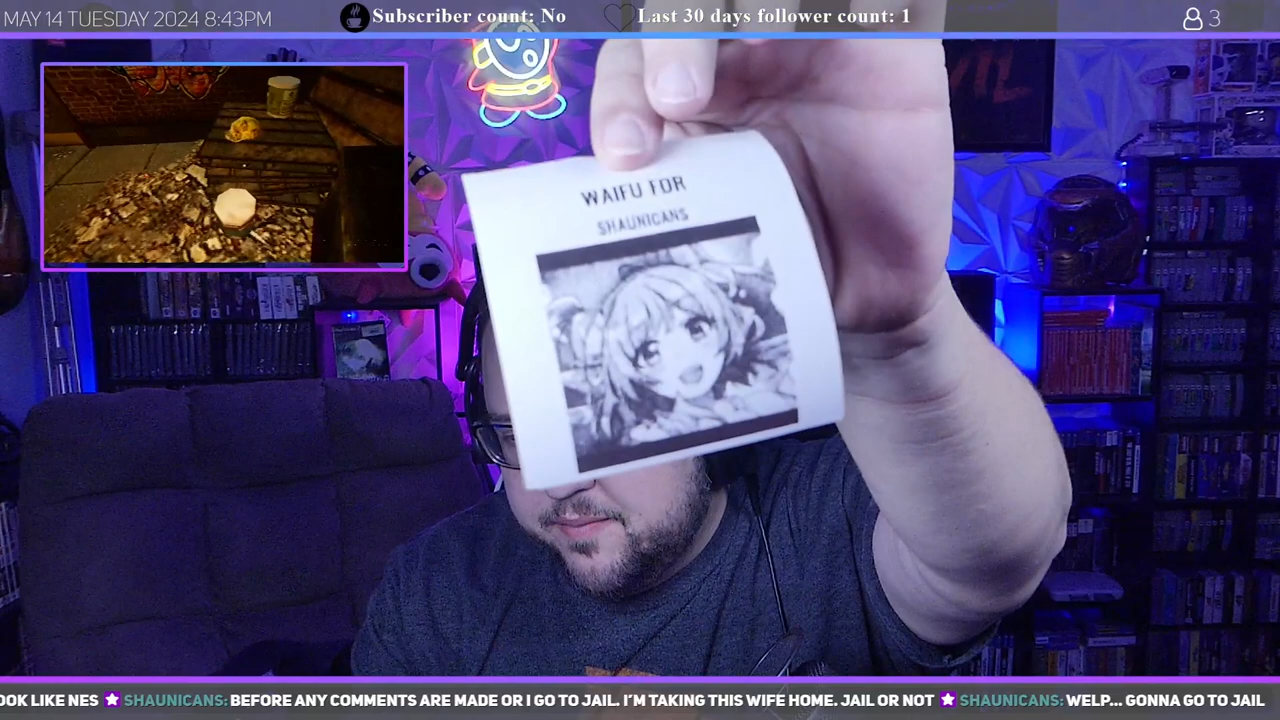 MAY 14 TUESDAY 2024 8:43PM
Subscriber count: No
Last 30 days follower count: 1
3
WAIFU FOR
SHAUNICANS
OOK LIKE NES SHAUNICANS: BEFORE ANY COMMENTS ARE MADE OR I GO TO JAIL. I'M TAKING THIS WIFE HOME. JAIL OR NOT SHAUNICANS: WELP... GONNA GO TO JAIL